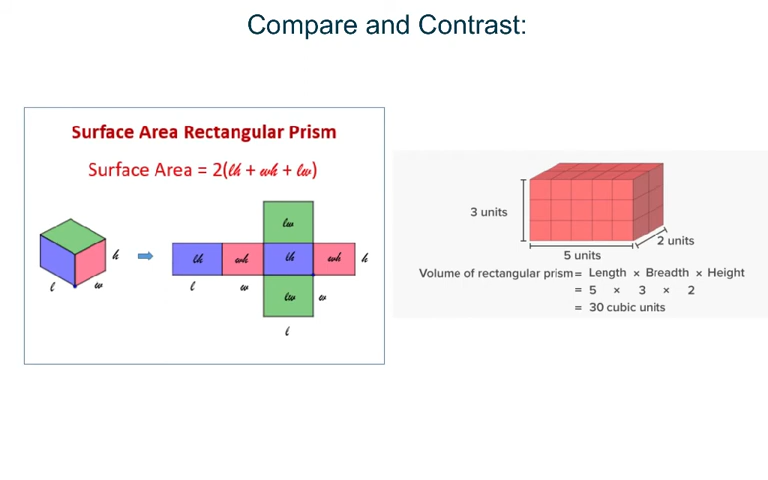 Compare and Contrast:
Surface Area Rectangular Prism
Surface Area = 2(lh + wh + lw)
lw
lh wh lh wh h
h
l w
l w lw w
l
3 units
2 units
5 units
Volume of rectangular prism = Length × Breadth × Height
= 5 × 3 × 2
= 30 cubic units